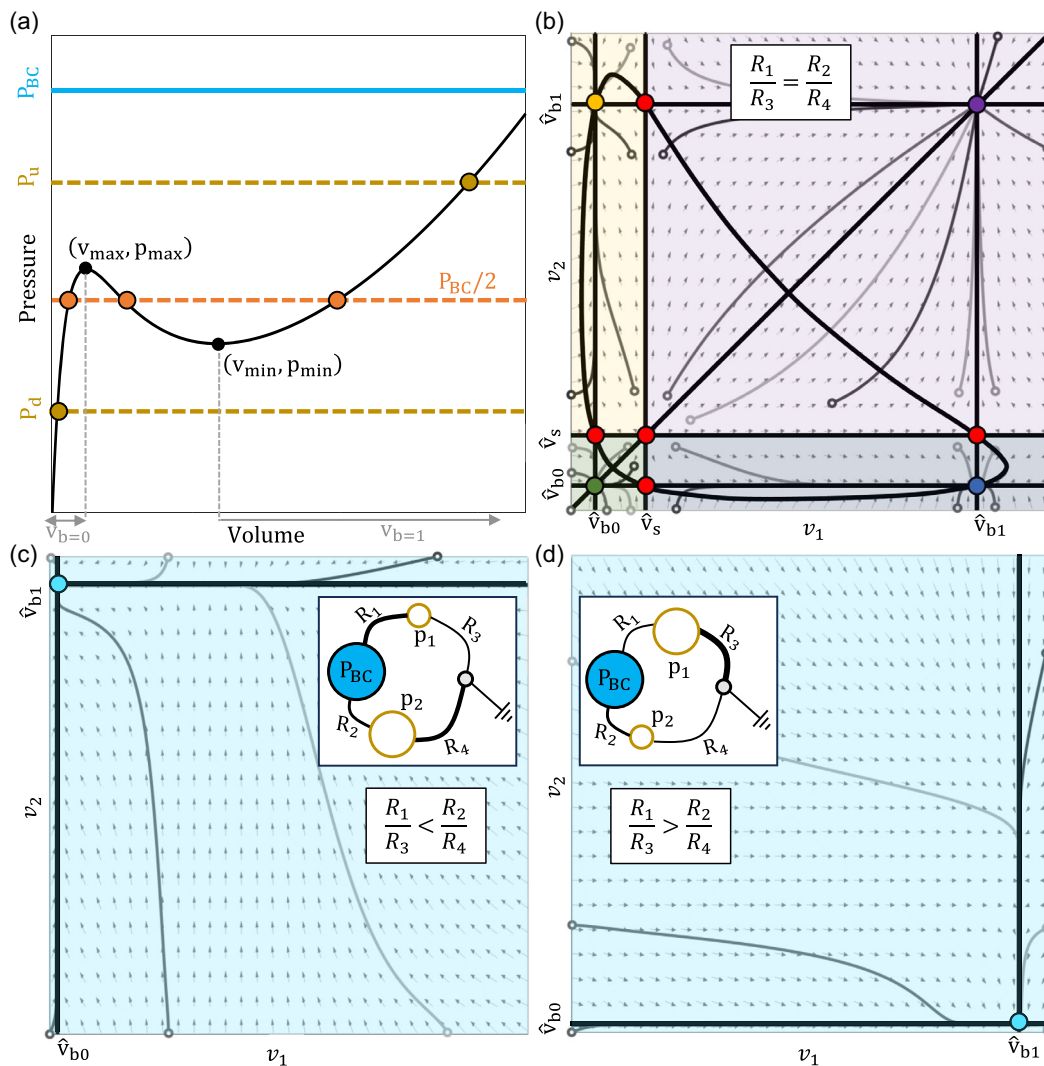 (a)
P_BC
P_u
(v_max, p_max)
P_BC/2
Pressure
(v_min, p_min)
P_d
v_b=0
Volume
v_b=1
(b)
R_1/R_3 = R_2/R_4
v̂_b1
v_2
v̂_s
v̂_b0
v̂_b0
v̂_s
v_1
v̂_b1
(c)
v̂_b1
R_1
p_1
R_3
P_BC
p_2
R_2
R_4
v_2
R_1/R_3 < R_2/R_4
v̂_b0
v_1
(d)
R_1
p_1
R_3
P_BC
p_2
R_2
R_4
v_2
R_1/R_3 > R_2/R_4
v̂_b0
v_1
v̂_b1